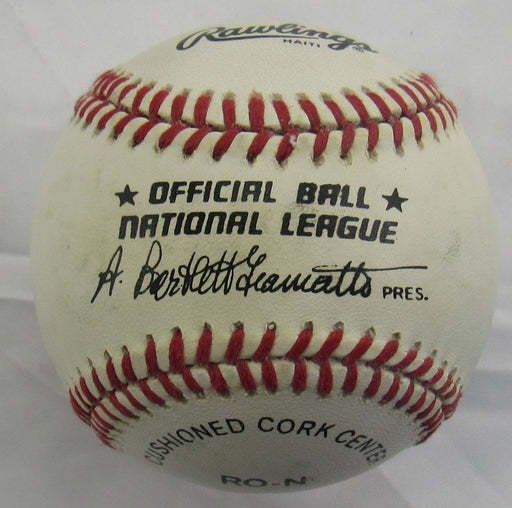 Rawlings®
HAITI
★ OFFICIAL BALL ★
NATIONAL LEAGUE
A. Bartlett Giamatti PRES.
CUSHIONED CORK CENTER
RO-N